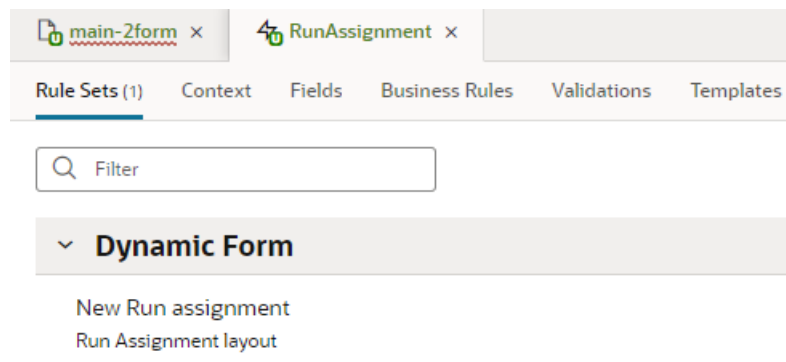 main-2form × RunAssignment ×
Rule Sets (1) Context Fields Business Rules Validations Templates
Filter
Dynamic Form
New Run assignment
Run Assignment layout